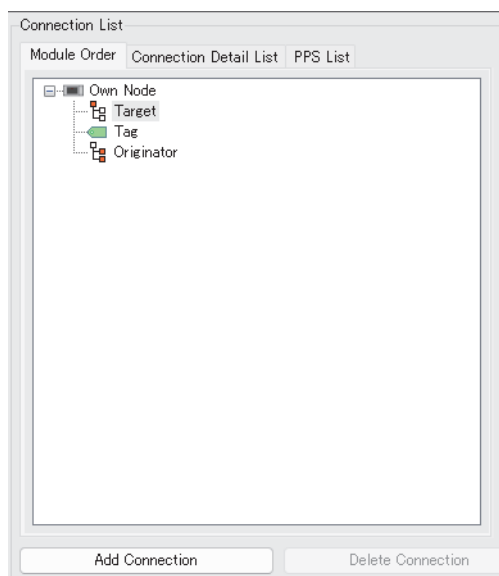 Connection List
Module Order Connection Detail List PPS List
Own Node
Target
Tag
Originator
Add Connection Delete Connection